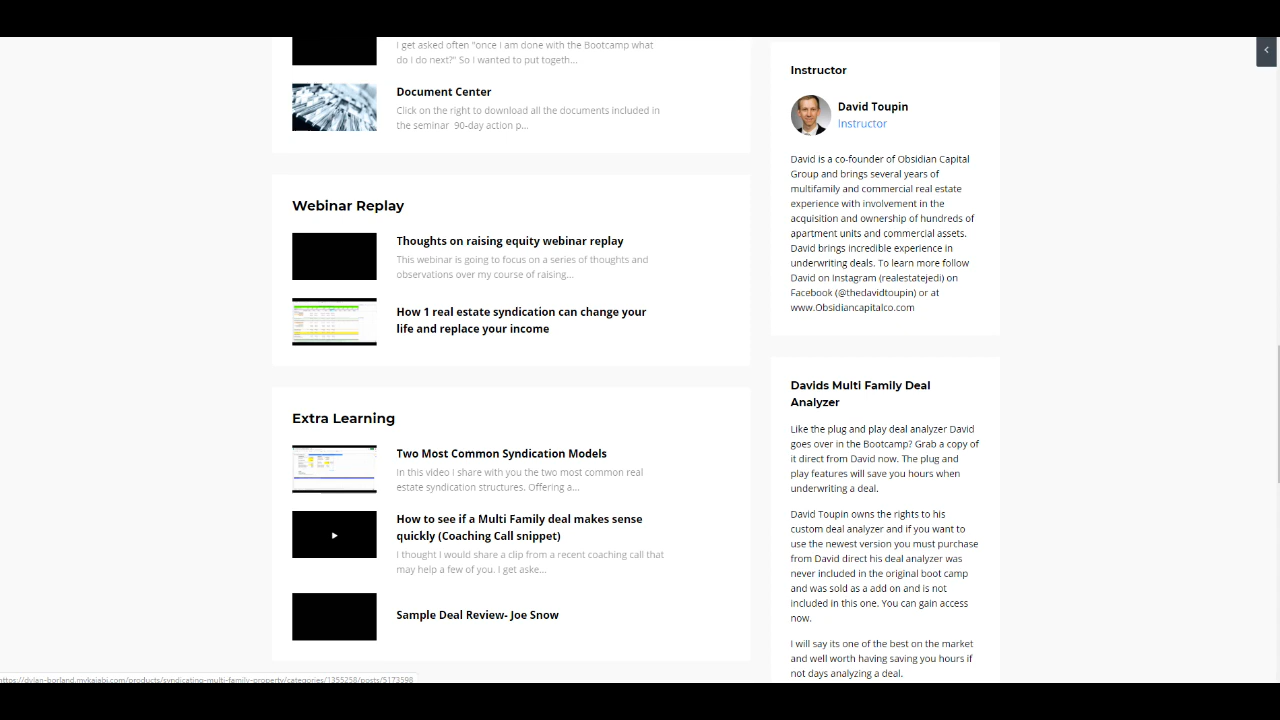 I get asked often "once I am done with the Bootcamp what
do I do next?" So I wanted to put togeth...
Document Center
Click on the right to download all the documents included in
the seminar  90-day action p...
Webinar Replay
Thoughts on raising equity webinar replay
This webinar is going to focus on a series of thoughts and
observations over my course of raising...
How 1 real estate syndication can change your
life and replace your income
Extra Learning
Two Most Common Syndication Models
In this video I share with you the two most common real
estate syndication structures. Offering a...
How to see if a Multi Family deal makes sense
quickly (Coaching Call snippet)
I thought I would share a clip from a recent coaching call that
may help a few of you. I get aske...
Sample Deal Review- Joe Snow
Instructor
David Toupin
Instructor
David is a co-founder of Obsidian Capital
Group and brings several years of
multifamily and commercial real estate
experience with involvement in the
acquisition and ownership of hundreds of
apartment units and commercial assets.
David brings incredible experience in
underwriting deals. To learn more follow
David on Instagram (realestatejedi) on
Facebook (@thedavidtoupin) or at
www.Obsidiancapitalco.com
Davids Multi Family Deal
Analyzer
Like the plug and play deal analyzer David
goes over in the Bootcamp? Grab a copy of
it direct from David now. The plug and
play features will save you hours when
underwriting a deal.
David Toupin owns the rights to his
custom deal analyzer and if you want to
use the newest version you must purchase
from David direct his deal analyzer was
never included in the original boot camp
and was sold as a add on and is not
included in this one. You can gain access
now.
I will say its one of the best on the market
and well worth having saving you hours if
not days analyzing a deal.
https://dylan-borland.mykajabi.com/products/syndicating-multi-family-property/categories/1355258/posts/5173598